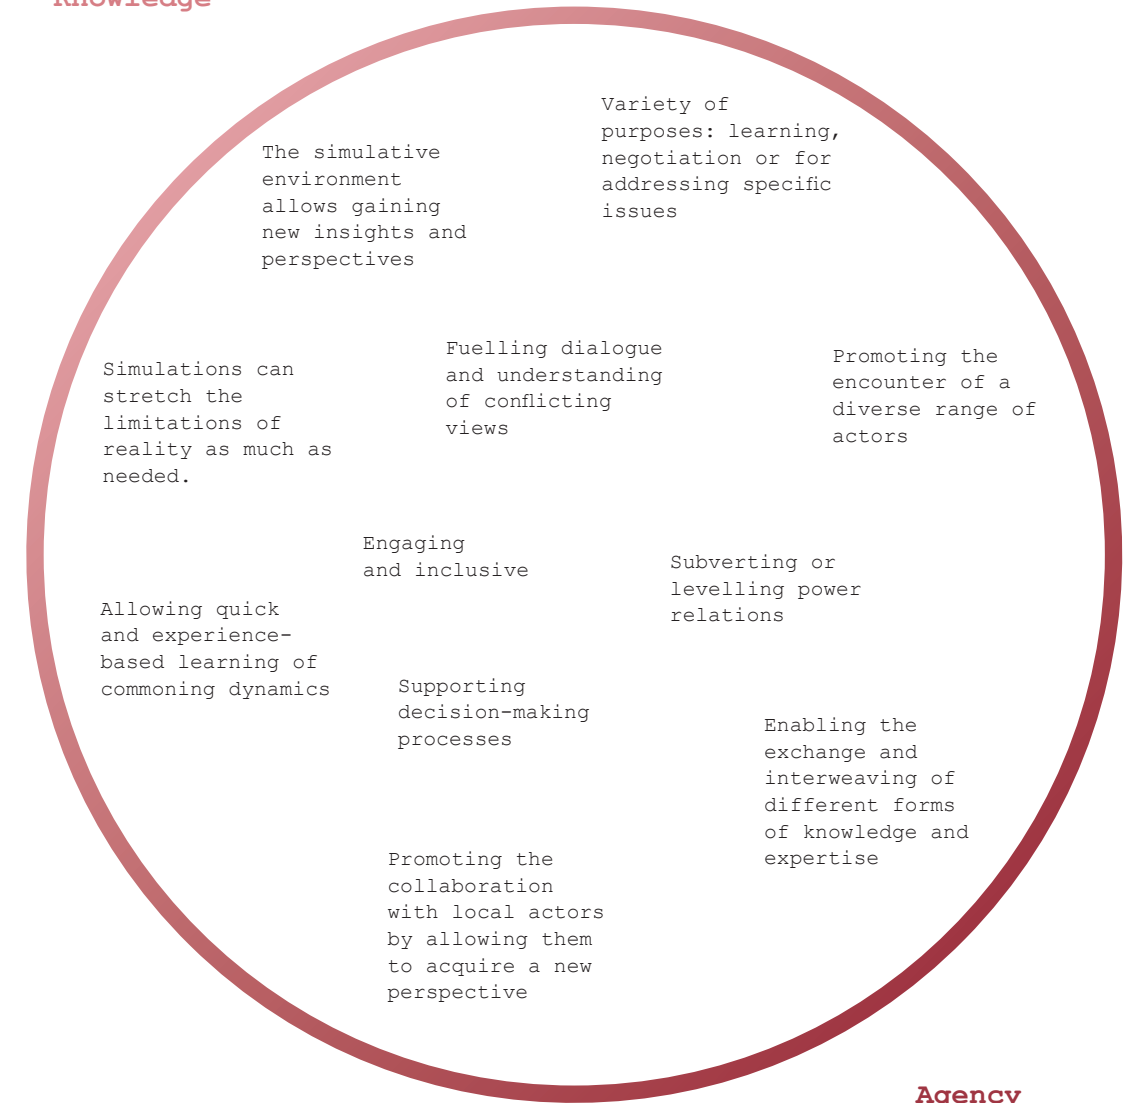 Knowledge
Variety of
purposes: learning,
negotiation or for
addressing specific
issues
The simulative
environment
allows gaining
new insights and
perspectives
Fuelling dialogue
and understanding
of conflicting
views
Promoting the
encounter of a
diverse range of
actors
Simulations can
stretch the
limitations of
reality as much as
needed.
Engaging
and inclusive
Subverting or
levelling power
relations
Allowing quick
and experience-
based learning of
commoning dynamics
Supporting
decision-making
processes
Enabling the
exchange and
interweaving of
different forms
of knowledge and
expertise
Promoting the
collaboration
with local actors
by allowing them
to acquire a new
perspective
Agency